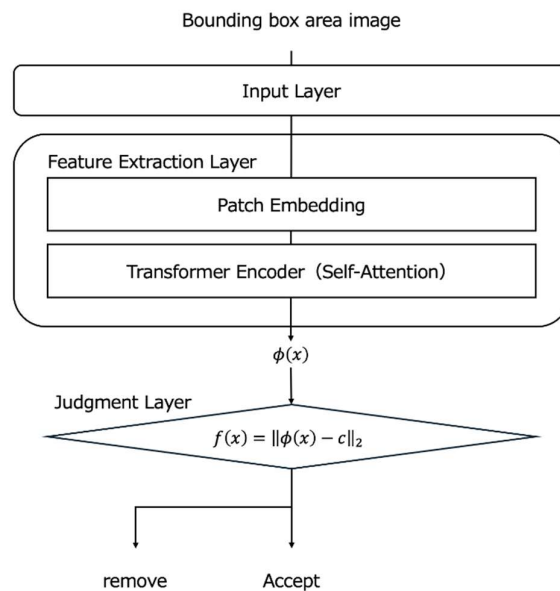 Bounding box area image
Input Layer
Feature Extraction Layer
Patch Embedding
Transformer Encoder（Self-Attention）
𝜙(𝑥)
Judgment Layer
𝑓(𝑥) = ‖𝜙(𝑥) − 𝑐‖₂
remove Accept